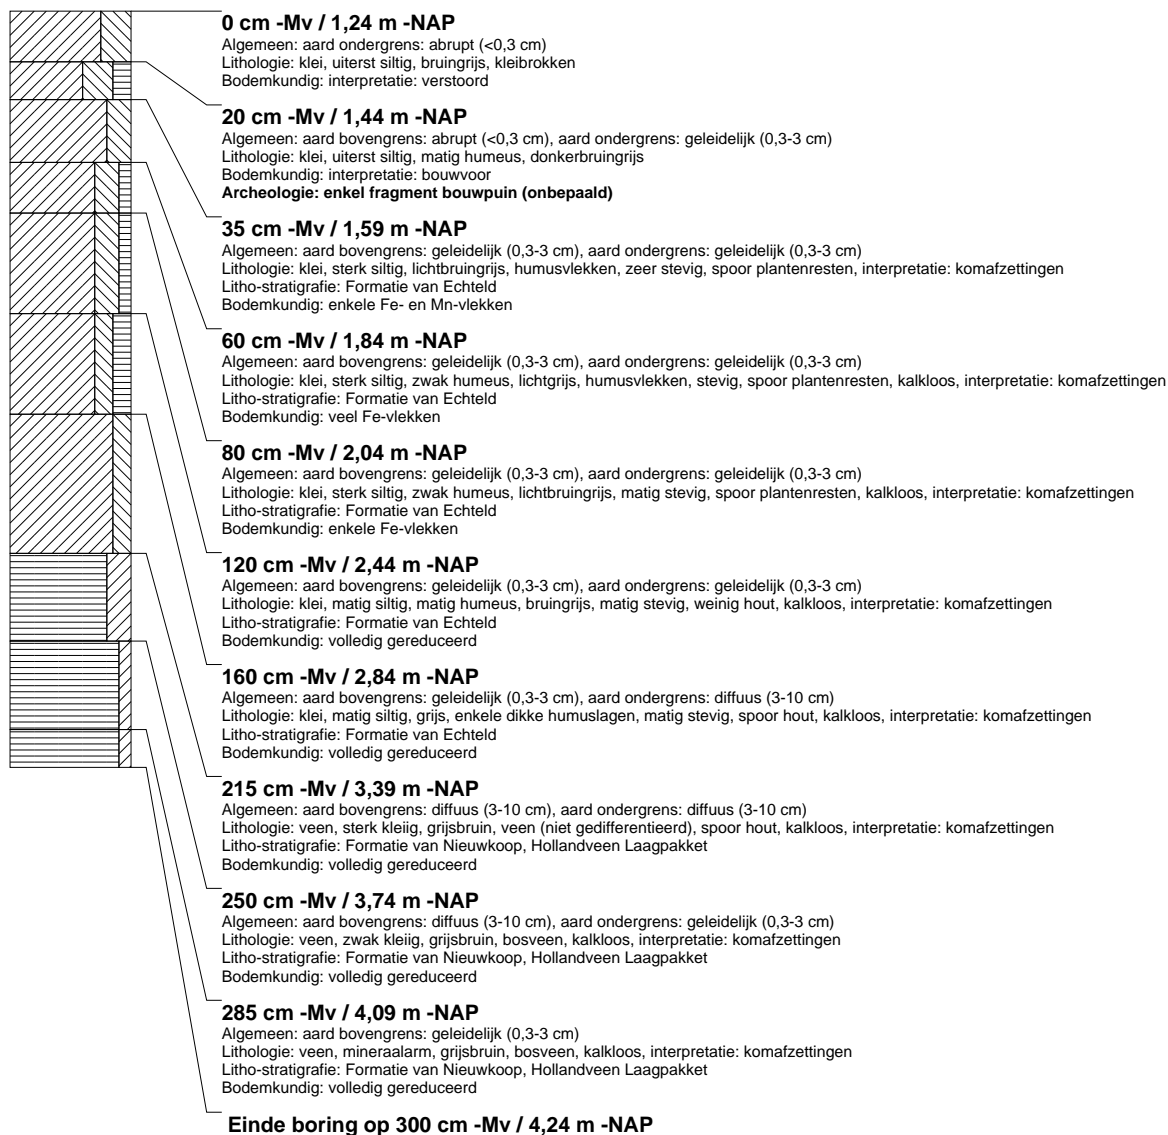 0 cm -Mv / 1,24 m -NAP
Algemeen: aard ondergrens: abrupt (<0,3 cm)
Lithologie: klei, uiterst siltig, bruingrijs, kleibrokken
Bodemkundig: interpretatie: verstoord
20 cm -Mv / 1,44 m -NAP
Algemeen: aard bovengrens: abrupt (<0,3 cm), aard ondergrens: geleidelijk (0,3-3 cm)
Lithologie: klei, uiterst siltig, matig humeus, donkerbruingrijs
Bodemkundig: interpretatie: bouwvoor
Archeologie: enkel fragment bouwpuin (onbepaald)
35 cm -Mv / 1,59 m -NAP
Algemeen: aard bovengrens: geleidelijk (0,3-3 cm), aard ondergrens: geleidelijk (0,3-3 cm)
Lithologie: klei, sterk siltig, lichtbruingrijs, humusvlekken, zeer stevig, spoor plantenresten, interpretatie: komafzettingen
Litho-stratigrafie: Formatie van Echteld
Bodemkundig: enkele Fe- en Mn-vlekken
60 cm -Mv / 1,84 m -NAP
Algemeen: aard bovengrens: geleidelijk (0,3-3 cm), aard ondergrens: geleidelijk (0,3-3 cm)
Lithologie: klei, sterk siltig, zwak humeus, lichtgrijs, humusvlekken, stevig, spoor plantenresten, kalkloos, interpretatie: komafzettingen
Litho-stratigrafie: Formatie van Echteld
Bodemkundig: veel Fe-vlekken
80 cm -Mv / 2,04 m -NAP
Algemeen: aard bovengrens: geleidelijk (0,3-3 cm), aard ondergrens: geleidelijk (0,3-3 cm)
Lithologie: klei, sterk siltig, zwak humeus, lichtbruingrijs, matig stevig, spoor plantenresten, kalkloos, interpretatie: komafzettingen
Litho-stratigrafie: Formatie van Echteld
Bodemkundig: enkele Fe-vlekken
120 cm -Mv / 2,44 m -NAP
Algemeen: aard bovengrens: geleidelijk (0,3-3 cm), aard ondergrens: geleidelijk (0,3-3 cm)
Lithologie: klei, matig siltig, matig humeus, bruingrijs, matig stevig, weinig hout, kalkloos, interpretatie: komafzettingen
Litho-stratigrafie: Formatie van Echteld
Bodemkundig: volledig gereduceerd
160 cm -Mv / 2,84 m -NAP
Algemeen: aard bovengrens: geleidelijk (0,3-3 cm), aard ondergrens: diffuus (3-10 cm)
Lithologie: klei, matig siltig, grijs, enkele dikke humuslagen, matig stevig, spoor hout, kalkloos, interpretatie: komafzettingen
Litho-stratigrafie: Formatie van Echteld
Bodemkundig: volledig gereduceerd
215 cm -Mv / 3,39 m -NAP
Algemeen: aard bovengrens: diffuus (3-10 cm), aard ondergrens: diffuus (3-10 cm)
Lithologie: veen, sterk kleiig, grijsbruin, veen (niet gedifferentieerd), spoor hout, kalkloos, interpretatie: komafzettingen
Litho-stratigrafie: Formatie van Nieuwkoop, Hollandveen Laagpakket
Bodemkundig: volledig gereduceerd
250 cm -Mv / 3,74 m -NAP
Algemeen: aard bovengrens: diffuus (3-10 cm), aard ondergrens: geleidelijk (0,3-3 cm)
Lithologie: veen, zwak kleiig, grijsbruin, bosveen, kalkloos, interpretatie: komafzettingen
Litho-stratigrafie: Formatie van Nieuwkoop, Hollandveen Laagpakket
Bodemkundig: volledig gereduceerd
285 cm -Mv / 4,09 m -NAP
Algemeen: aard bovengrens: geleidelijk (0,3-3 cm)
Lithologie: veen, mineraalarm, grijsbruin, bosveen, kalkloos, interpretatie: komafzettingen
Litho-stratigrafie: Formatie van Nieuwkoop, Hollandveen Laagpakket
Bodemkundig: volledig gereduceerd
Einde boring op 300 cm -Mv / 4,24 m -NAP